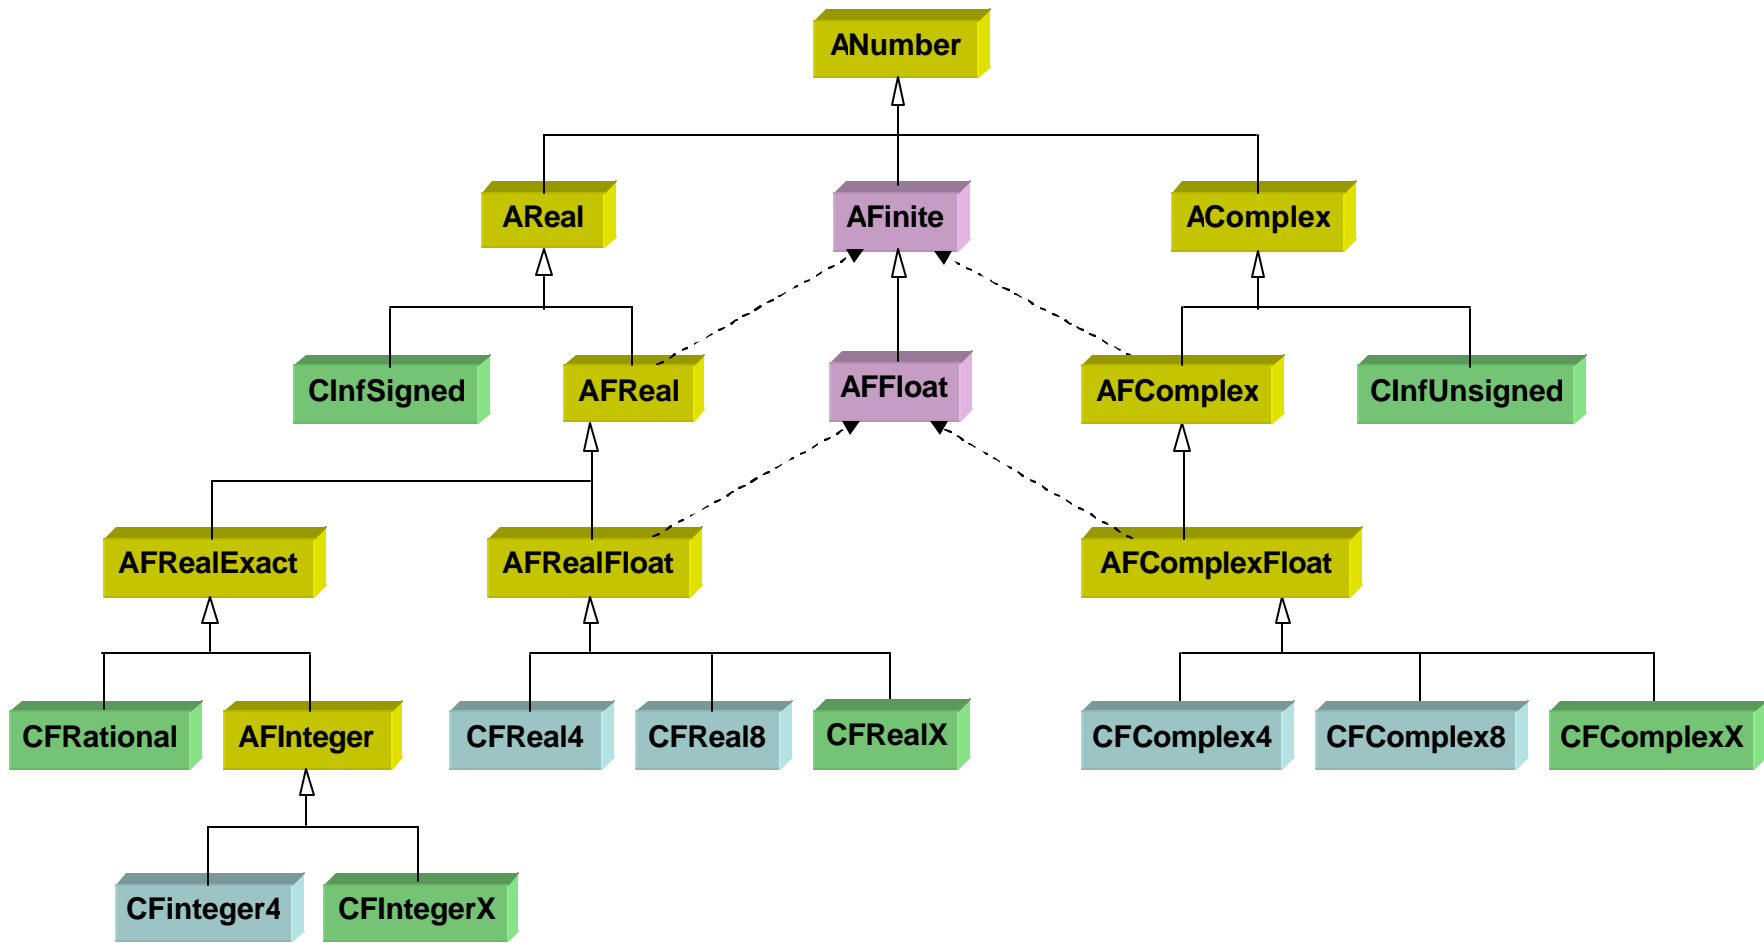 ANumber
AReal
AFinite
AComplex
CInfSigned
AFReal
AFFloat
AFComplex
CInfUnsigned
AFRealExact
AFRealFloat
AFComplexFloat
CFRational
AFInteger
CFReal4
CFReal8
CFRealX
CFComplex4
CFComplex8
CFComplexX
CFinteger4
CFIntegerX